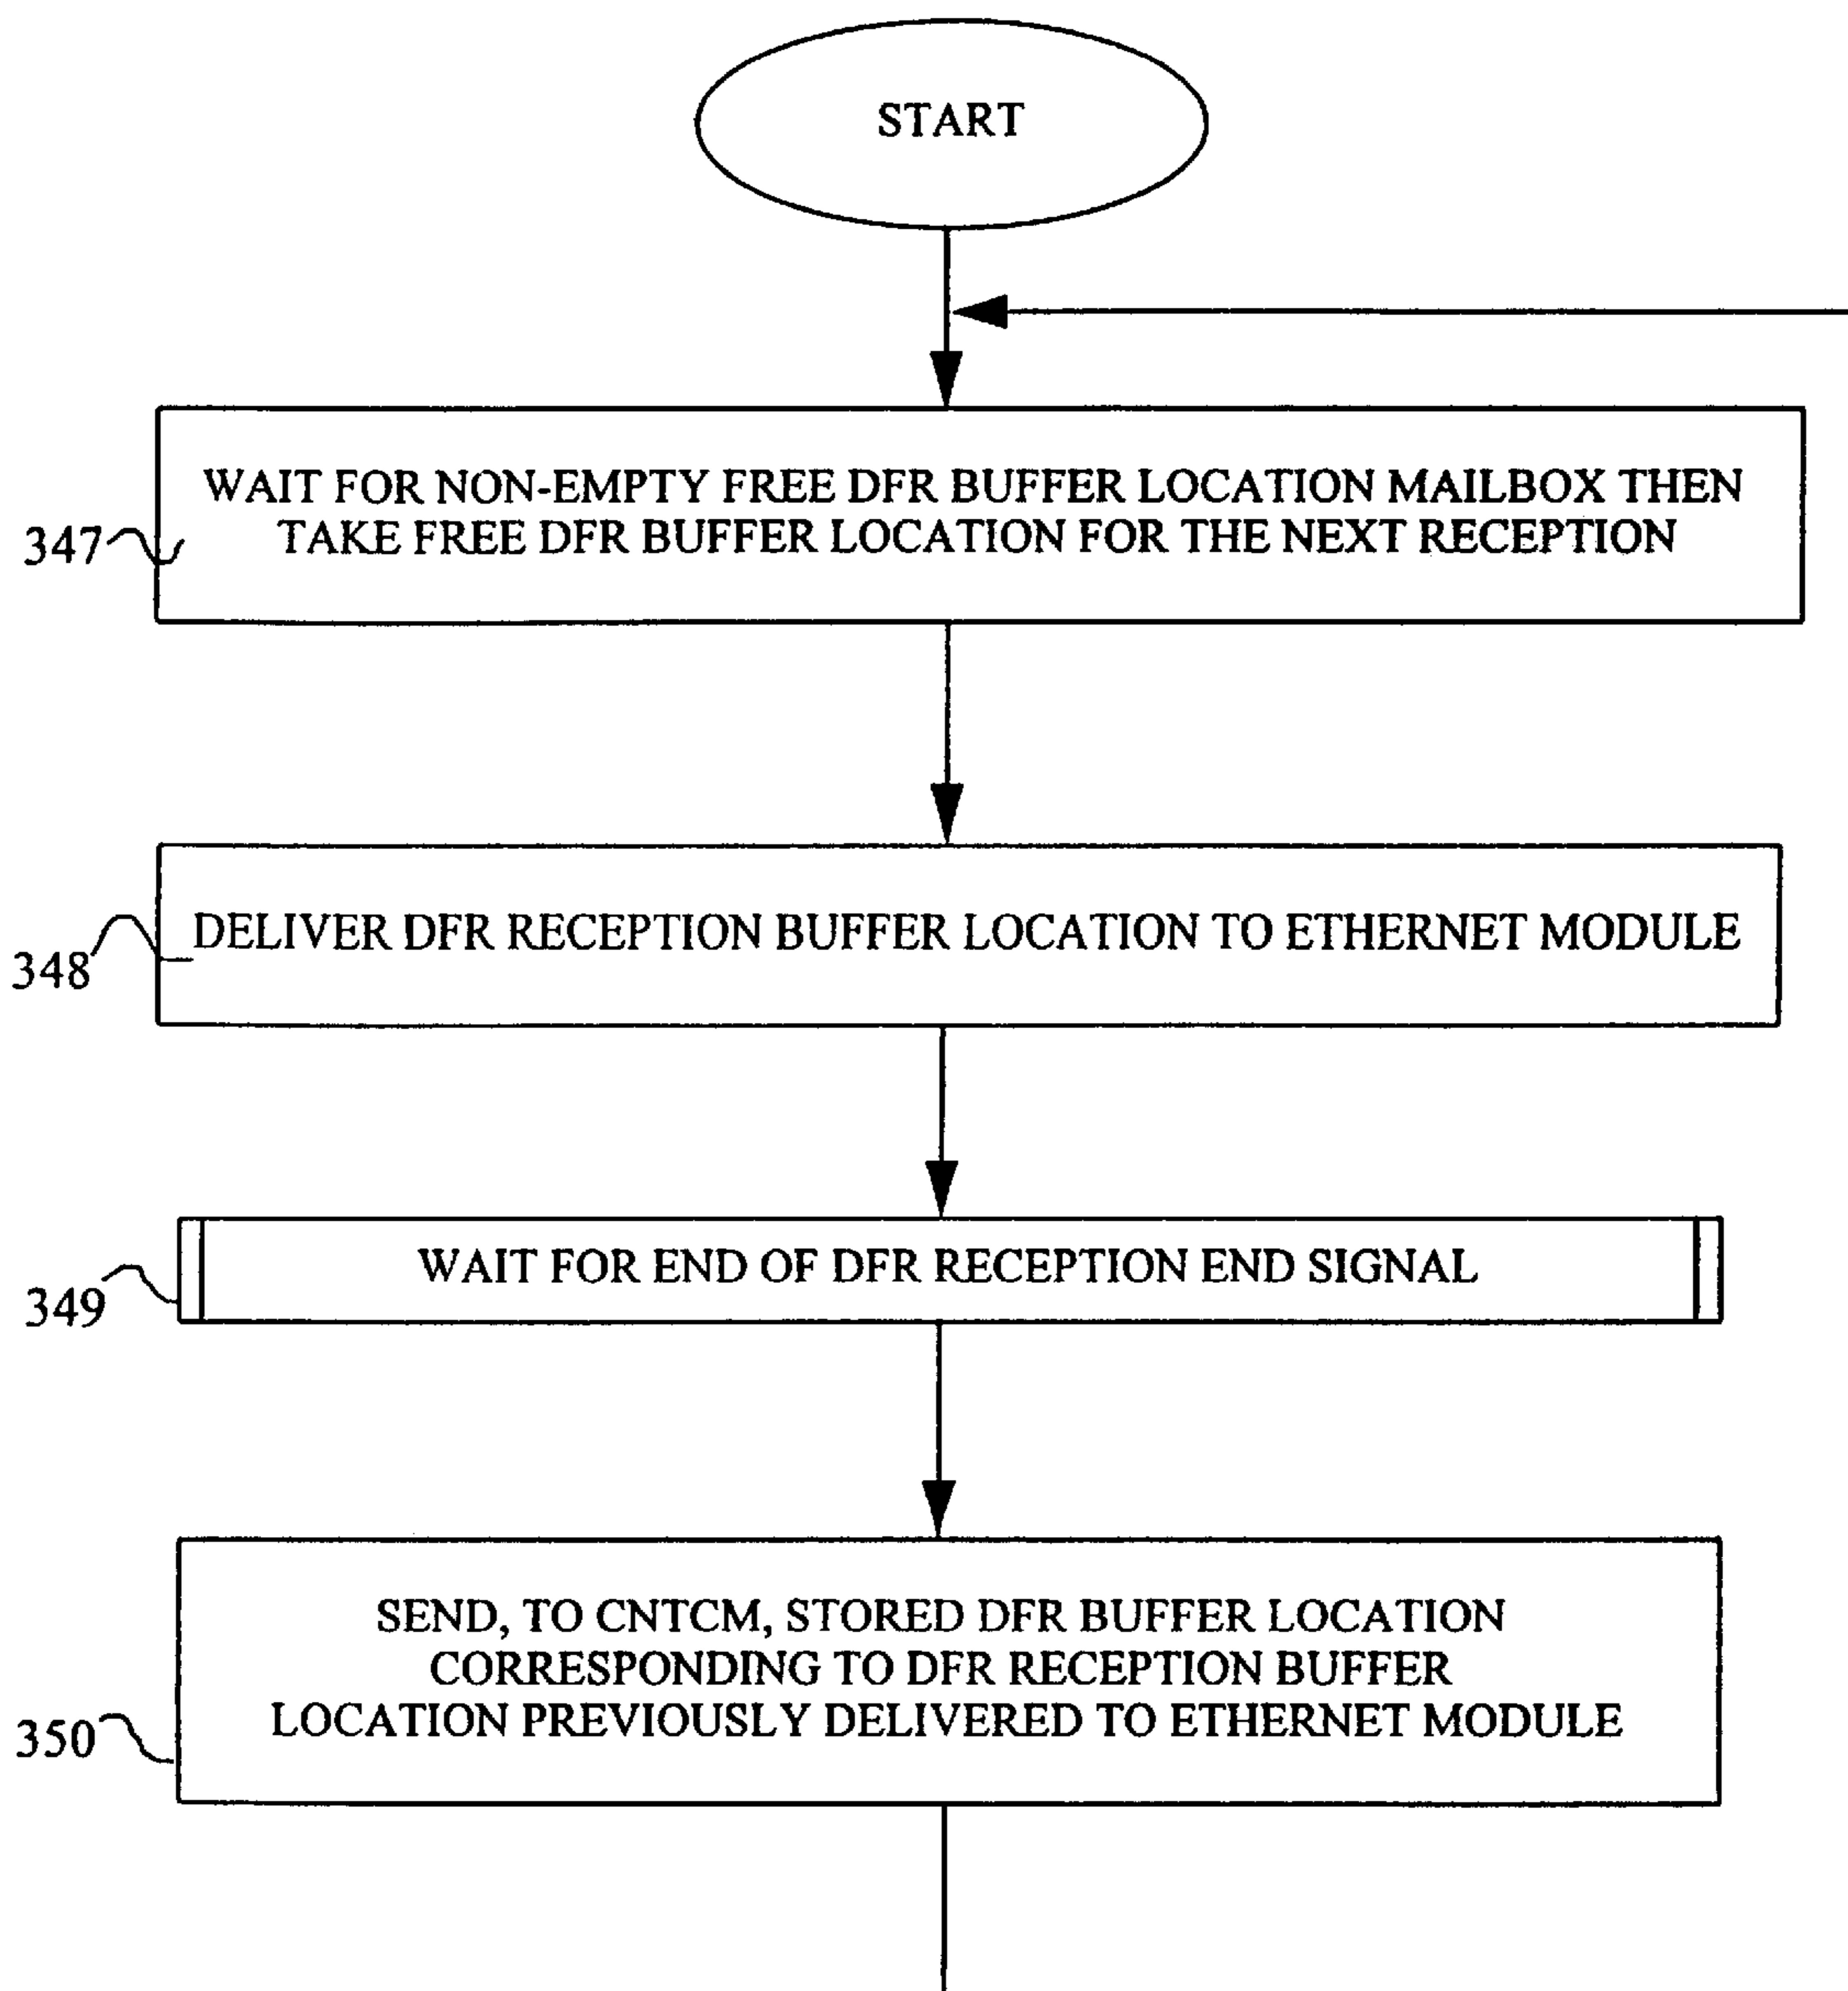 START
WAIT FOR NON-EMPTY FREE DFR BUFFER LOCATION MAILBOX THEN
TAKE FREE DFR BUFFER LOCATION FOR THE NEXT RECEPTION
347
DELIVER DFR RECEPTION BUFFER LOCATION TO ETHERNET MODULE
348
WAIT FOR END OF DFR RECEPTION END SIGNAL
349
SEND, TO CNTCM, STORED DFR BUFFER LOCATION
CORRESPONDING TO DFR RECEPTION BUFFER
LOCATION PREVIOUSLY DELIVERED TO ETHERNET MODULE
350